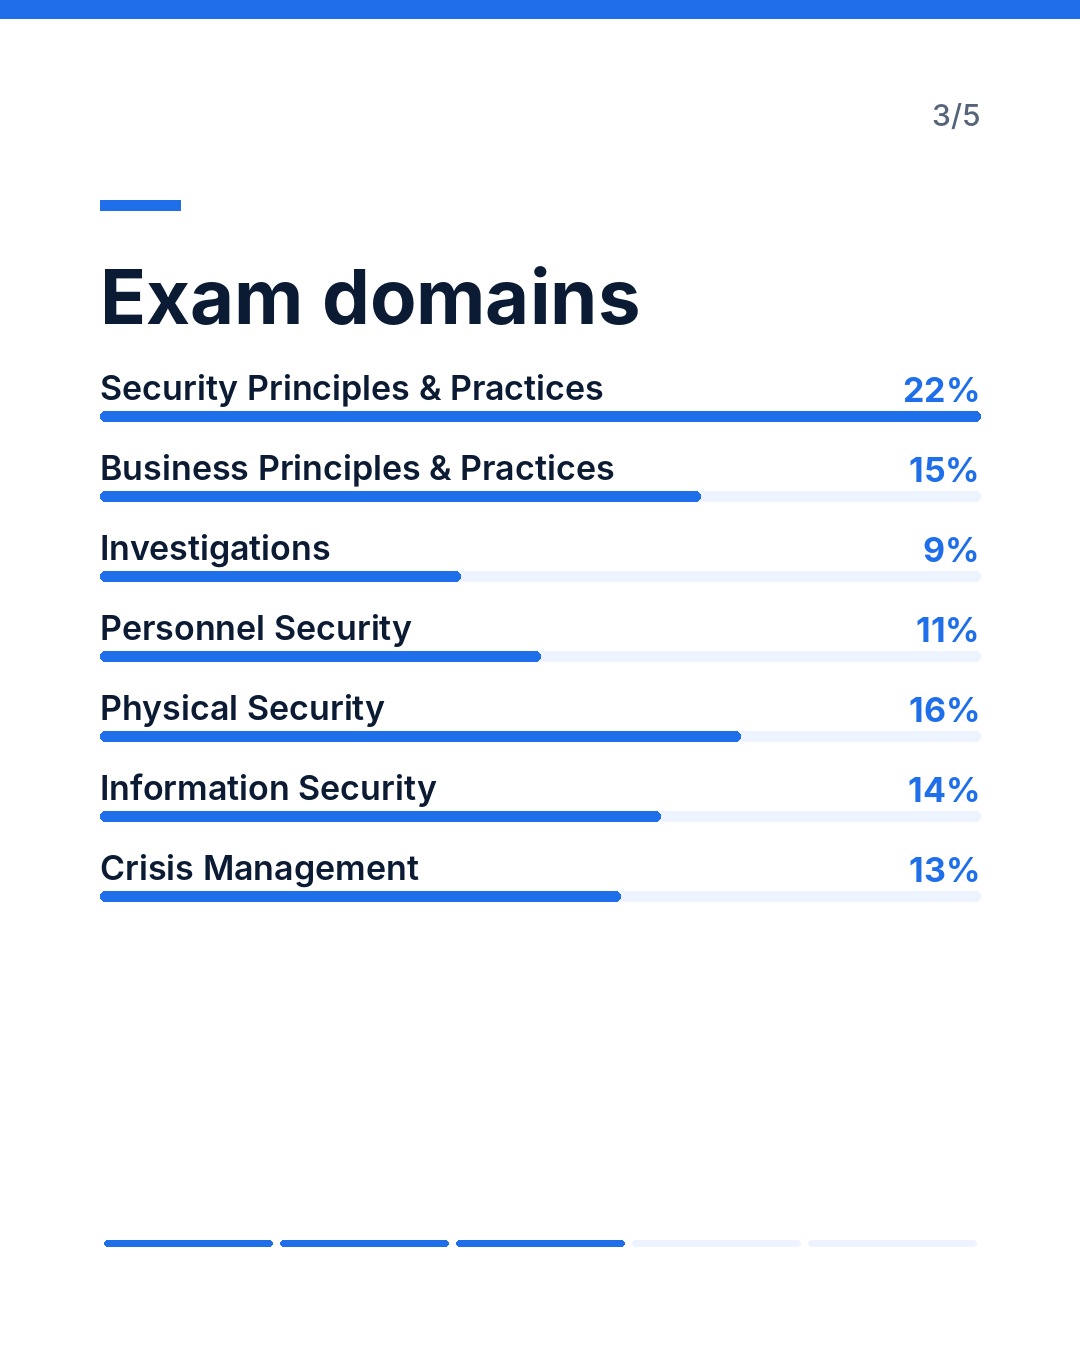 3/5
Exam domains
Security Principles & Practices 22%
Business Principles & Practices 15%
Investigations 9%
Personnel Security 11%
Physical Security 16%
Information Security 14%
Crisis Management 13%